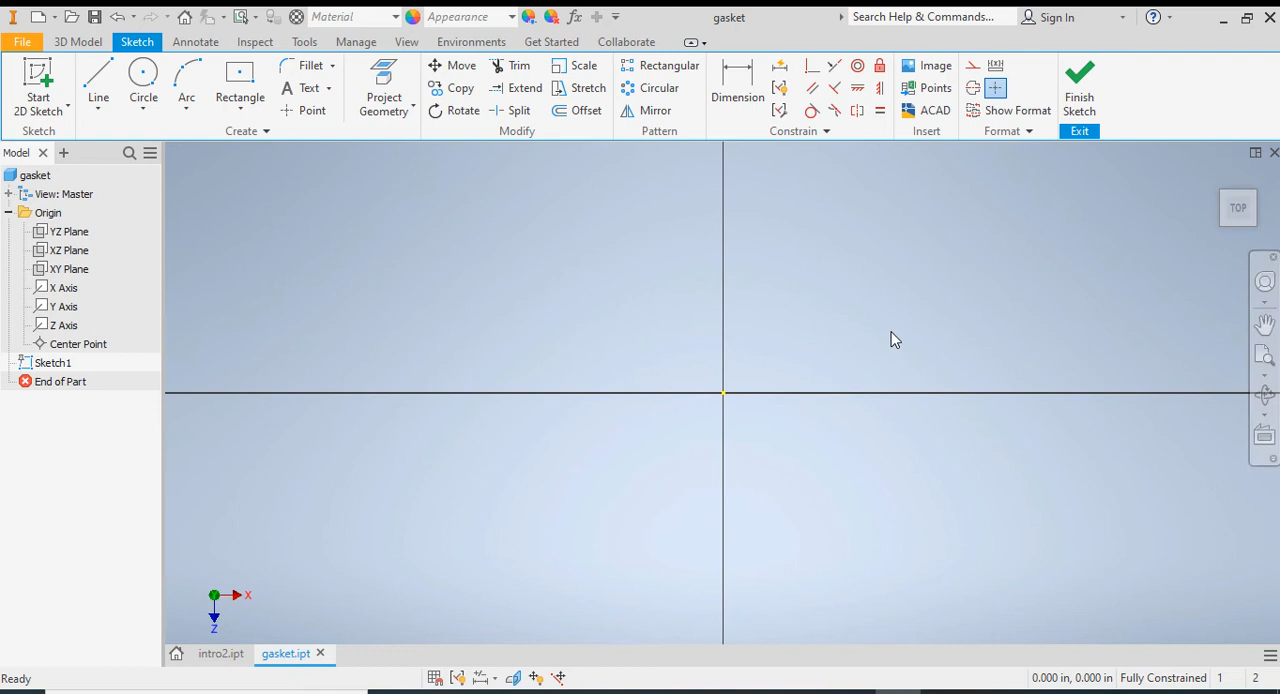 Material
Appearance
gasket
Search Help & Commands...
Sign In
File
3D Model
Sketch
Annotate
Inspect
Tools
Manage
View
Environments
Get Started
Collaborate
Start
2D Sketch
Line
Circle
Arc
Rectangle
Fillet
Text
Point
Project
Geometry
Move
Copy
Rotate
Trim
Extend
Split
Scale
Stretch
Offset
Rectangular
Circular
Mirror
Dimension
Image
Points
ACAD
Show Format
Finish
Sketch
Sketch
Create
Modify
Pattern
Constrain
Insert
Format
Exit
Model
gasket
View: Master
Origin
YZ Plane
XZ Plane
XY Plane
X Axis
Y Axis
Z Axis
Center Point
Sketch1
End of Part
TOP
X
Z
intro2.ipt
gasket.ipt
Ready
0.000 in, 0.000 in
Fully Constrained
1
2